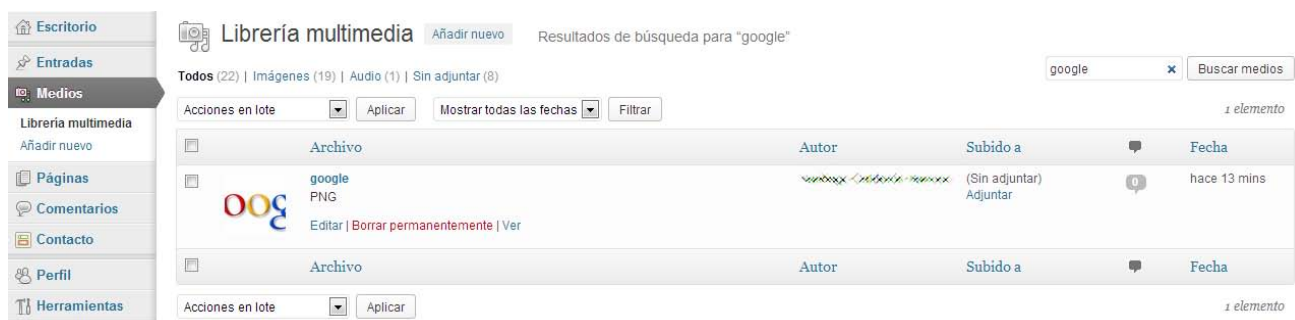 Escritorio
Entradas
Medios
Librería multimedia
Añadir nuevo
Páginas
Comentarios
Contacto
Perfil
Herramientas
Librería multimedia Añadir nuevo Resultados de búsqueda para "google"
Todos (22) | Imágenes (19) | Audio (1) | Sin adjuntar (8)
google × Buscar medios
Acciones en lote Aplicar Mostrar todas las fechas Filtrar 1 elemento
Archivo Autor Subido a Fecha
google (Sin adjuntar) 0 hace 13 mins
PNG Adjuntar
Editar | Borrar permanentemente | Ver
Archivo Autor Subido a Fecha
Acciones en lote Aplicar 1 elemento